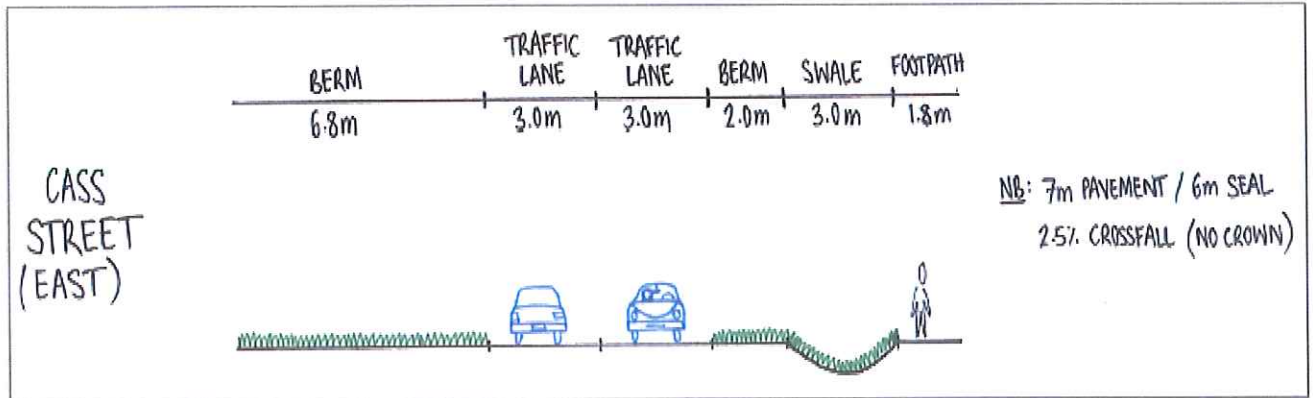 BERM
TRAFFIC
LANE
TRAFFIC
LANE
BERM
SWALE
FOOTPATH
6.8m
3.0m
3.0m
2.0m
3.0m
1.8m
CASS
STREET
(EAST)
NB: 7m PAVEMENT / 6m SEAL
2.5% CROSSFALL (NO CROWN)